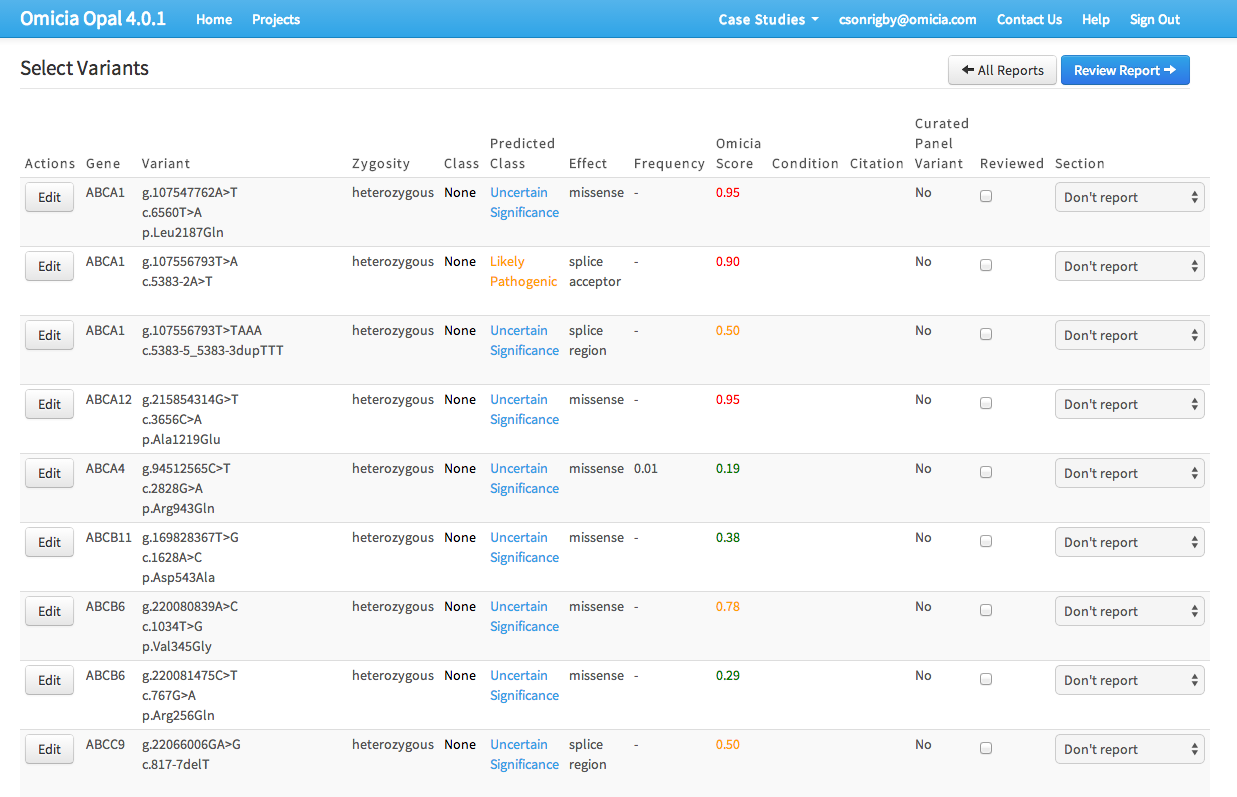 Omicia Opal 4.0.1 Home Projects Case Studies csonrigby@omicia.com Contact Us Help Sign Out
Select Variants All Reports Review Report
Actions Gene Variant Zygosity Class Predicted Class Effect Frequency Omicia Score Condition Citation Curated Panel Variant Reviewed Section
Edit ABCA1 g.107547762A>T heterozygous None Uncertain missense - 0.95 No Don't report
c.6560T>A Significance
p.Leu2187Gln
Edit ABCA1 g.107556793T>A heterozygous None Likely splice - 0.90 No Don't report
c.5383-2A>T Pathogenic acceptor
Edit ABCA1 g.107556793T>TAAA heterozygous None Uncertain splice - 0.50 No Don't report
c.5383-5_5383-3dupTTT Significance region
Edit ABCA12 g.215854314G>T heterozygous None Uncertain missense - 0.95 No Don't report
c.3656C>A Significance
p.Ala1219Glu
Edit ABCA4 g.94512565C>T heterozygous None Uncertain missense 0.01 0.19 No Don't report
c.2828G>A Significance
p.Arg943Gln
Edit ABCB11 g.169828367T>G heterozygous None Uncertain missense - 0.38 No Don't report
c.1628A>C Significance
p.Asp543Ala
Edit ABCB6 g.220080839A>C heterozygous None Uncertain missense - 0.78 No Don't report
c.1034T>G Significance
p.Val345Gly
Edit ABCB6 g.220081475C>T heterozygous None Uncertain missense - 0.29 No Don't report
c.767G>A Significance
p.Arg256Gln
Edit ABCC9 g.22066006GA>G heterozygous None Uncertain splice - 0.50 No Don't report
c.817-7delT Significance region